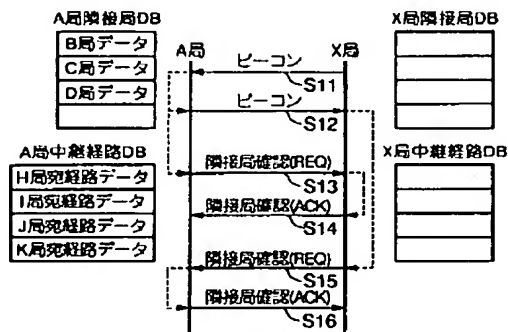 A局隣接局DB
B局データ
C局データ
D局データ
A局中継経路DB
H局宛経路データ
I局宛経路データ
J局宛経路データ
K局宛経路データ
A局
X局
ビーコン
S11
ビーコン
S12
隣接局確認(REQ)
S13
隣接局確認(ACK)
S14
隣接局確認(REQ)
S15
隣接局確認(ACK)
S16
X局隣接局DB
X局中継経路DB